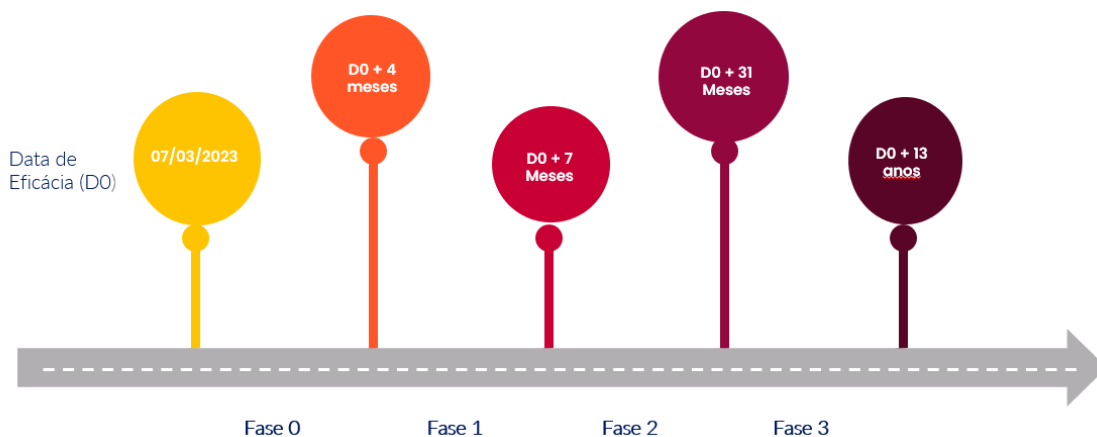 Data de
Eficácia (D0)
07/03/2023
D0 + 4
meses
D0 + 7
Meses
D0 + 31
Meses
D0 + 13
anos
Fase 0
Fase 1
Fase 2
Fase 3